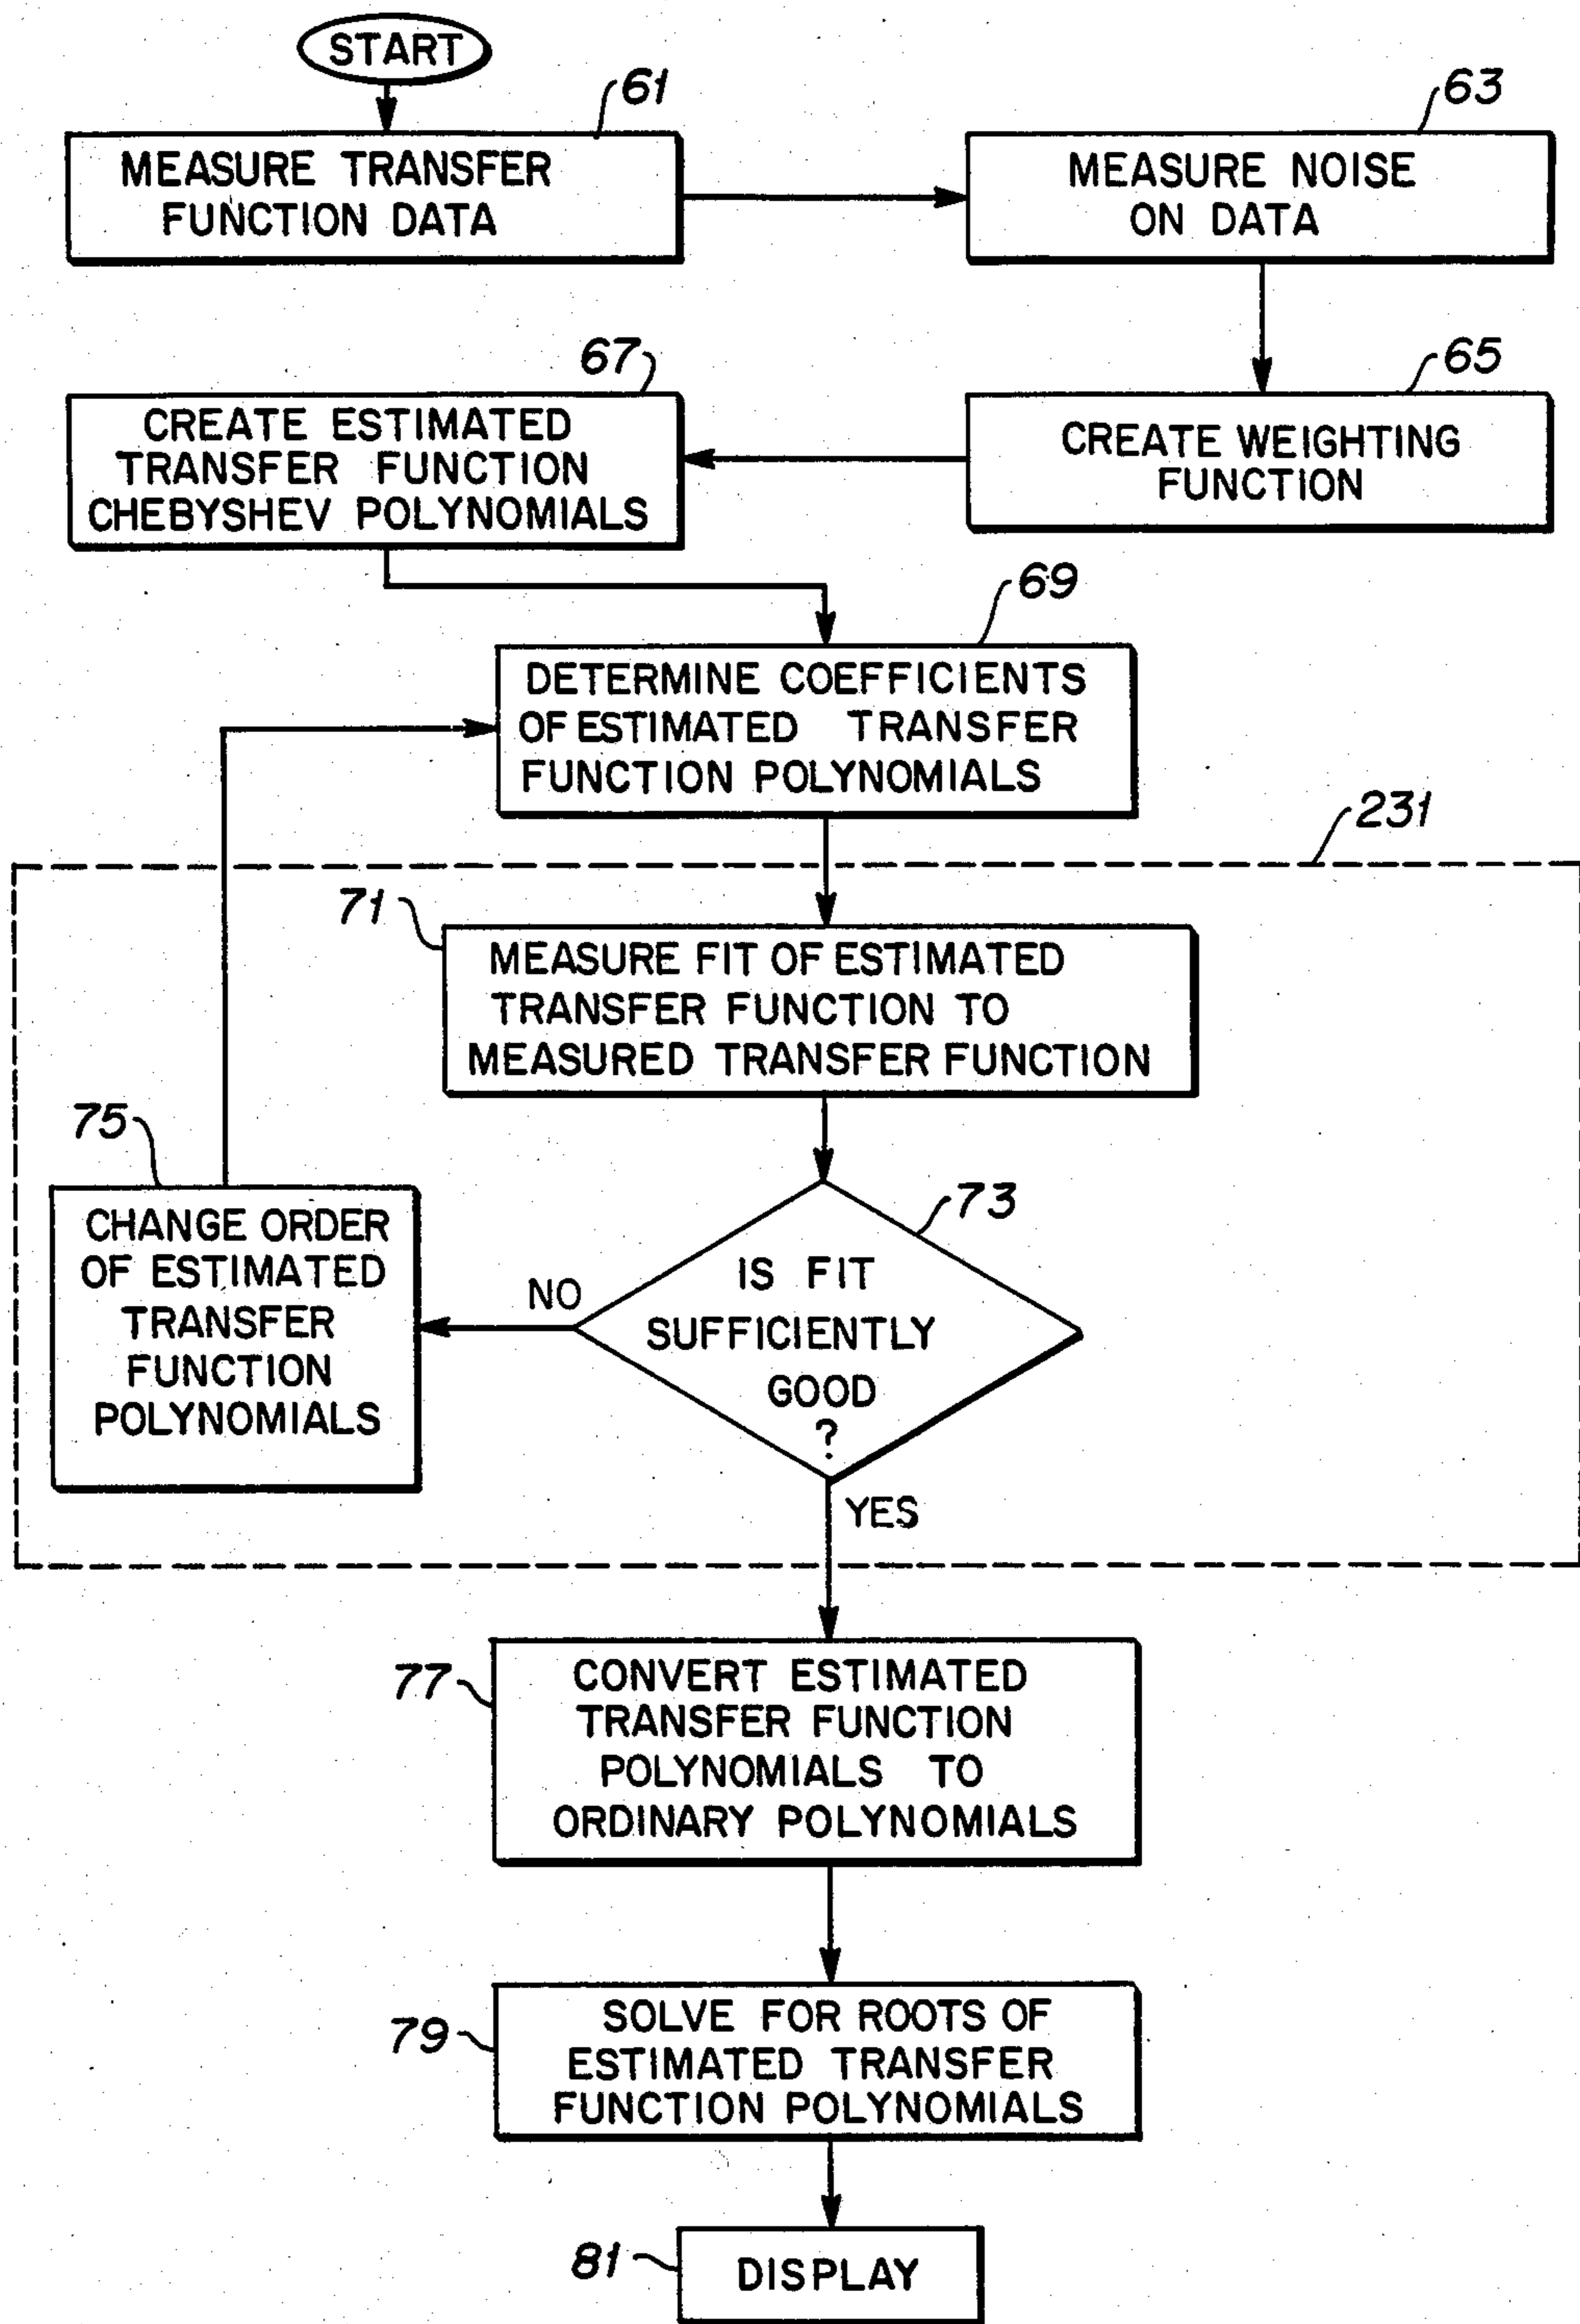 START
61
MEASURE TRANSFER
FUNCTION DATA
63
MEASURE NOISE
ON DATA
65
CREATE WEIGHTING
FUNCTION
67
CREATE ESTIMATED
TRANSFER FUNCTION
CHEBYSHEV POLYNOMIALS
69
DETERMINE COEFFICIENTS
OF ESTIMATED TRANSFER
FUNCTION POLYNOMIALS
231
71
MEASURE FIT OF ESTIMATED
TRANSFER FUNCTION TO
MEASURED TRANSFER FUNCTION
73
IS FIT
SUFFICIENTLY
GOOD
?
NO
75
CHANGE ORDER
OF ESTIMATED
TRANSFER
FUNCTION
POLYNOMIALS
YES
77
CONVERT ESTIMATED
TRANSFER FUNCTION
POLYNOMIALS TO
ORDINARY POLYNOMIALS
79
SOLVE FOR ROOTS OF
ESTIMATED TRANSFER
FUNCTION POLYNOMIALS
81
DISPLAY